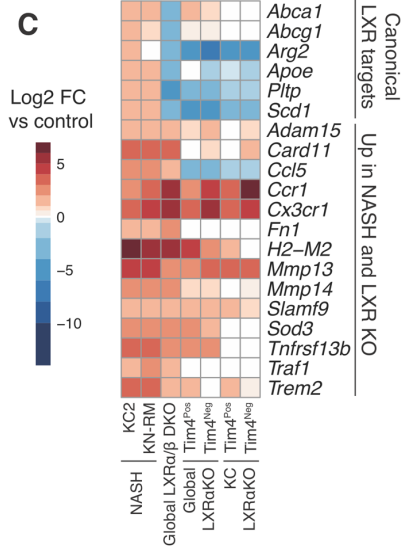 C
Log2 FC
vs control
5
0
−5
−10
Abca1
Abcg1
Arg2
Apoe
Pltp
Scd1
Adam15
Card11
Ccl5
Ccr1
Cx3cr1
Fn1
H2−M2
Mmp13
Mmp14
Slamf9
Sod3
Tnfrsf13b
Traf1
Trem2
Canonical
LXR targets
Up in NASH and LXR KO
KC2
KN-RM
NASH
Global LXRα/β DKO
Tim4Pos
Tim4Neg
Global
LXRαKO
Tim4Pos
Tim4Neg
KC
LXRαKO